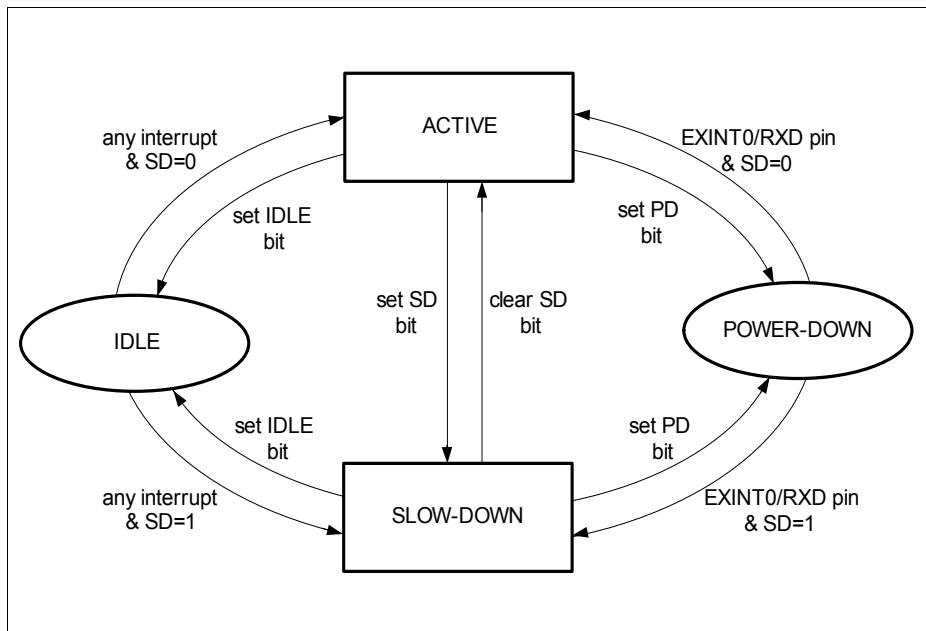 ACTIVE
any interrupt
& SD=0
EXINT0/RXD pin
& SD=0
set IDLE
bit
set PD
bit
set SD
bit
clear SD
bit
IDLE
POWER-DOWN
set IDLE
bit
set PD
bit
any interrupt
& SD=1
SLOW-DOWN
EXINT0/RXD pin
& SD=1